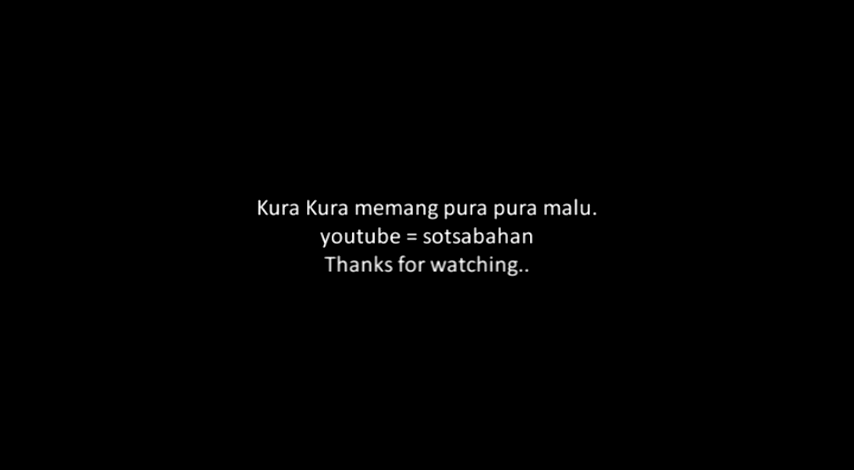 Kura Kura memang pura pura malu.
youtube = sotsabahan
Thanks for watching..